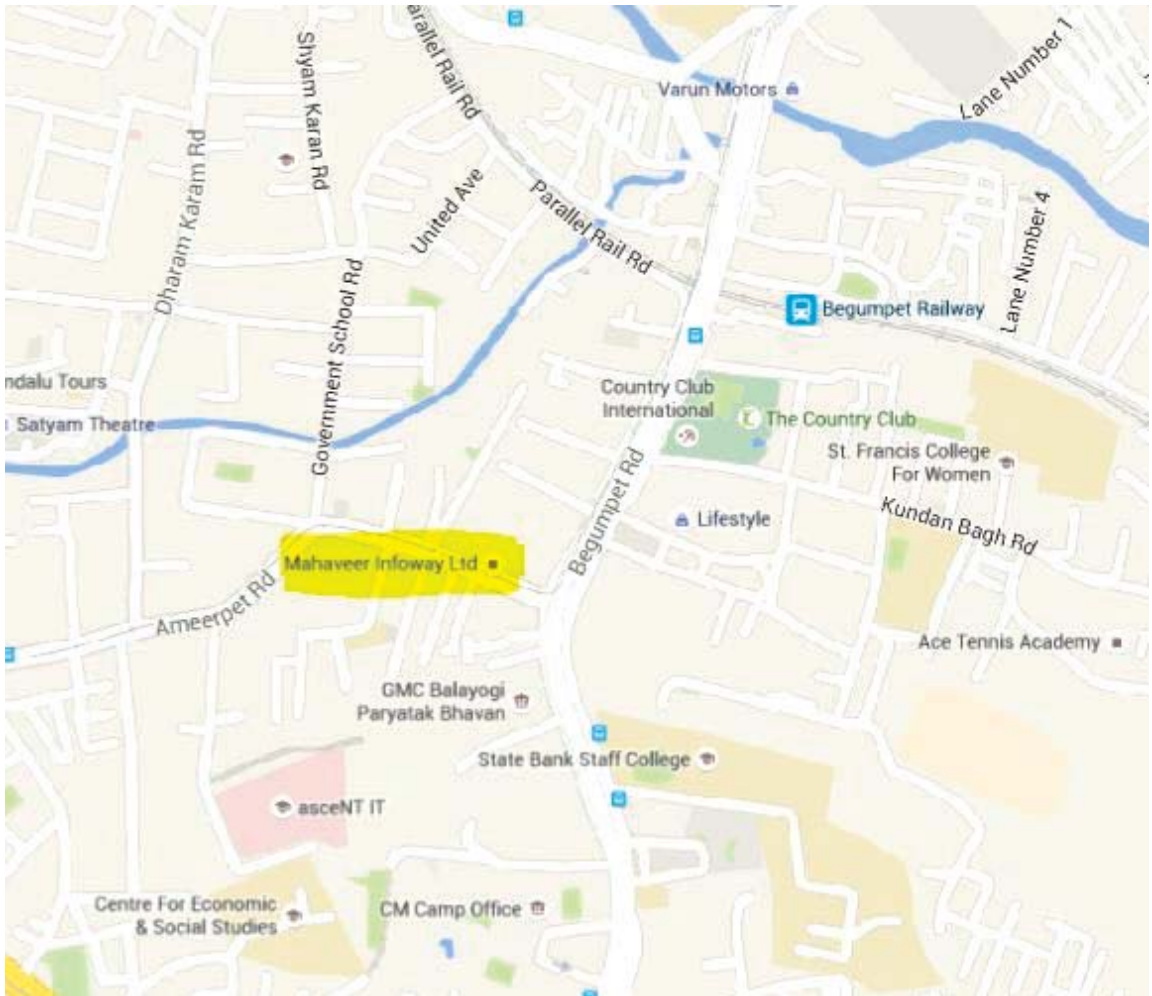 Parallel Rail Rd
Shyam Karan Rd
Varun Motors
Lane Number 1
Dharam Karam Rd
United Ave
Parallel Rail Rd
Lane Number 4
Government School Rd
Begumpet Railway
ndalu Tours
Satyam Theatre
Country Club
International
The Country Club
St. Francis College
For Women
Begumpet Rd
Lifestyle
Kundan Bagh Rd
Mahaveer Infoway Ltd
Ameerpet Rd
Ace Tennis Academy
GMC Balayogi
Paryatak Bhavan
State Bank Staff College
asceNT IT
Centre For Economic
& Social Studies
CM Camp Office